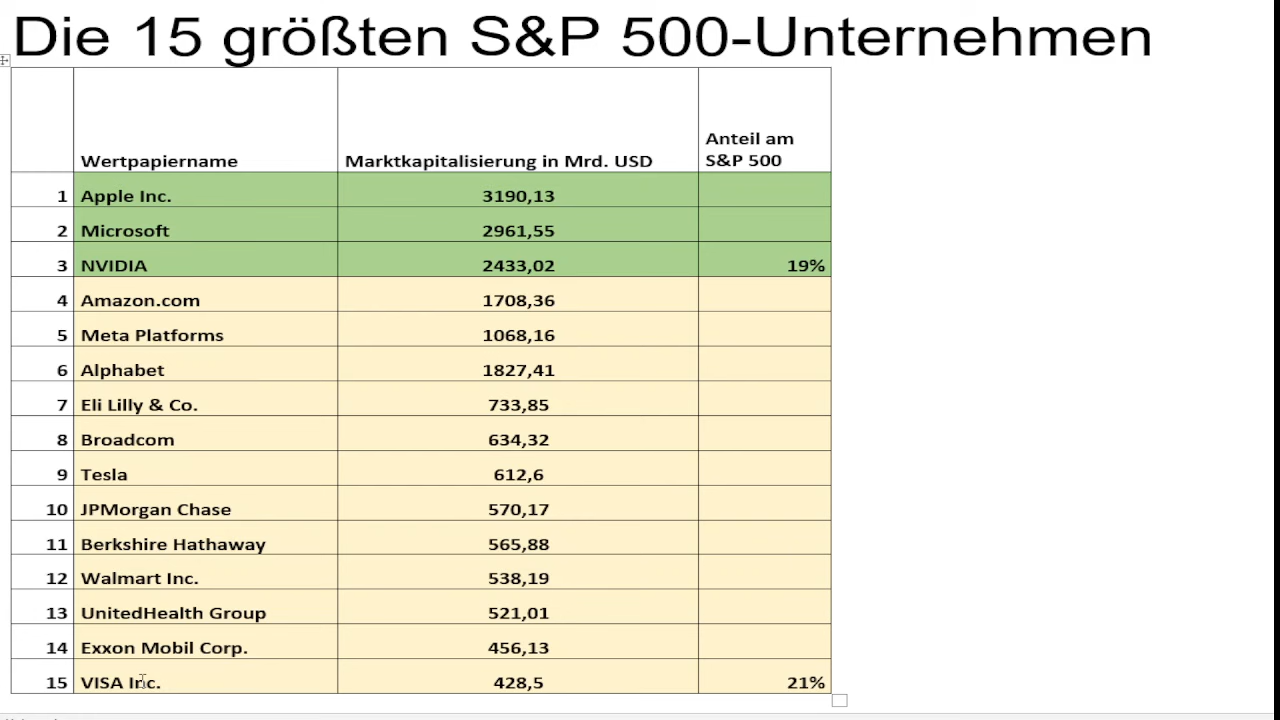 Die 15 größten S&P 500-Unternehmen
Wertpapiername Marktkapitalisierung in Mrd. USD Anteil am
S&P 500
1 Apple Inc. 3190,13
2 Microsoft 2961,55
3 NVIDIA 2433,02 19%
4 Amazon.com 1708,36
5 Meta Platforms 1068,16
6 Alphabet 1827,41
7 Eli Lilly & Co. 733,85
8 Broadcom 634,32
9 Tesla 612,6
10 JPMorgan Chase 570,17
11 Berkshire Hathaway 565,88
12 Walmart Inc. 538,19
13 UnitedHealth Group 521,01
14 Exxon Mobil Corp. 456,13
15 VISA Inc. 428,5 21%